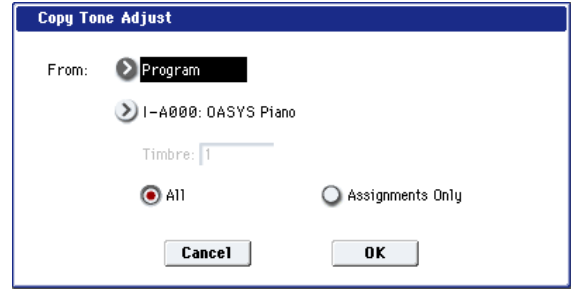 Copy Tone Adjust
From: Program
I-A000: OASYS Piano
Timbre: 1
All Assignments Only
Cancel OK